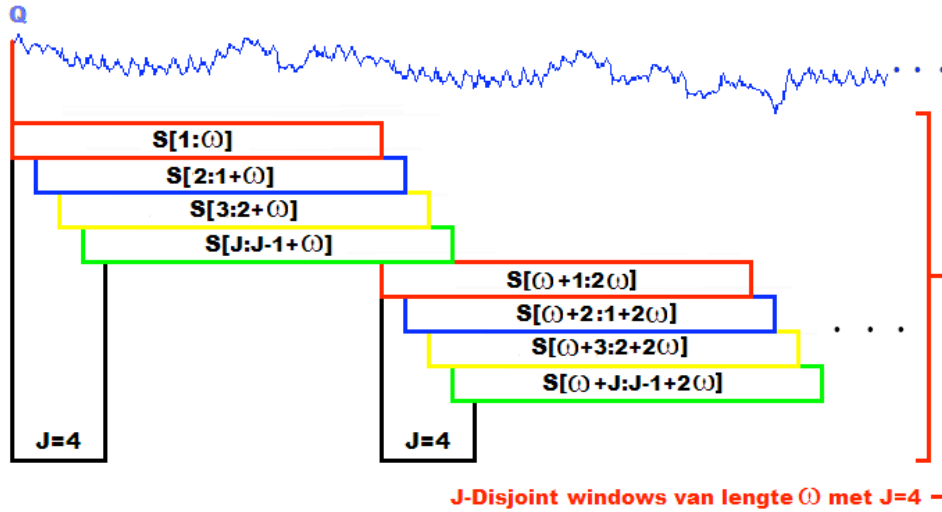 Q
S[1:ω]
S[2:1+ω]
S[3:2+ω]
S[J:J-1+ω]
S[ω+1:2ω]
S[ω+2:1+2ω]
S[ω+3:2+2ω]
S[ω+J:J-1+2ω]
J=4
J=4
J-Disjoint windows van lengte ω met J=4